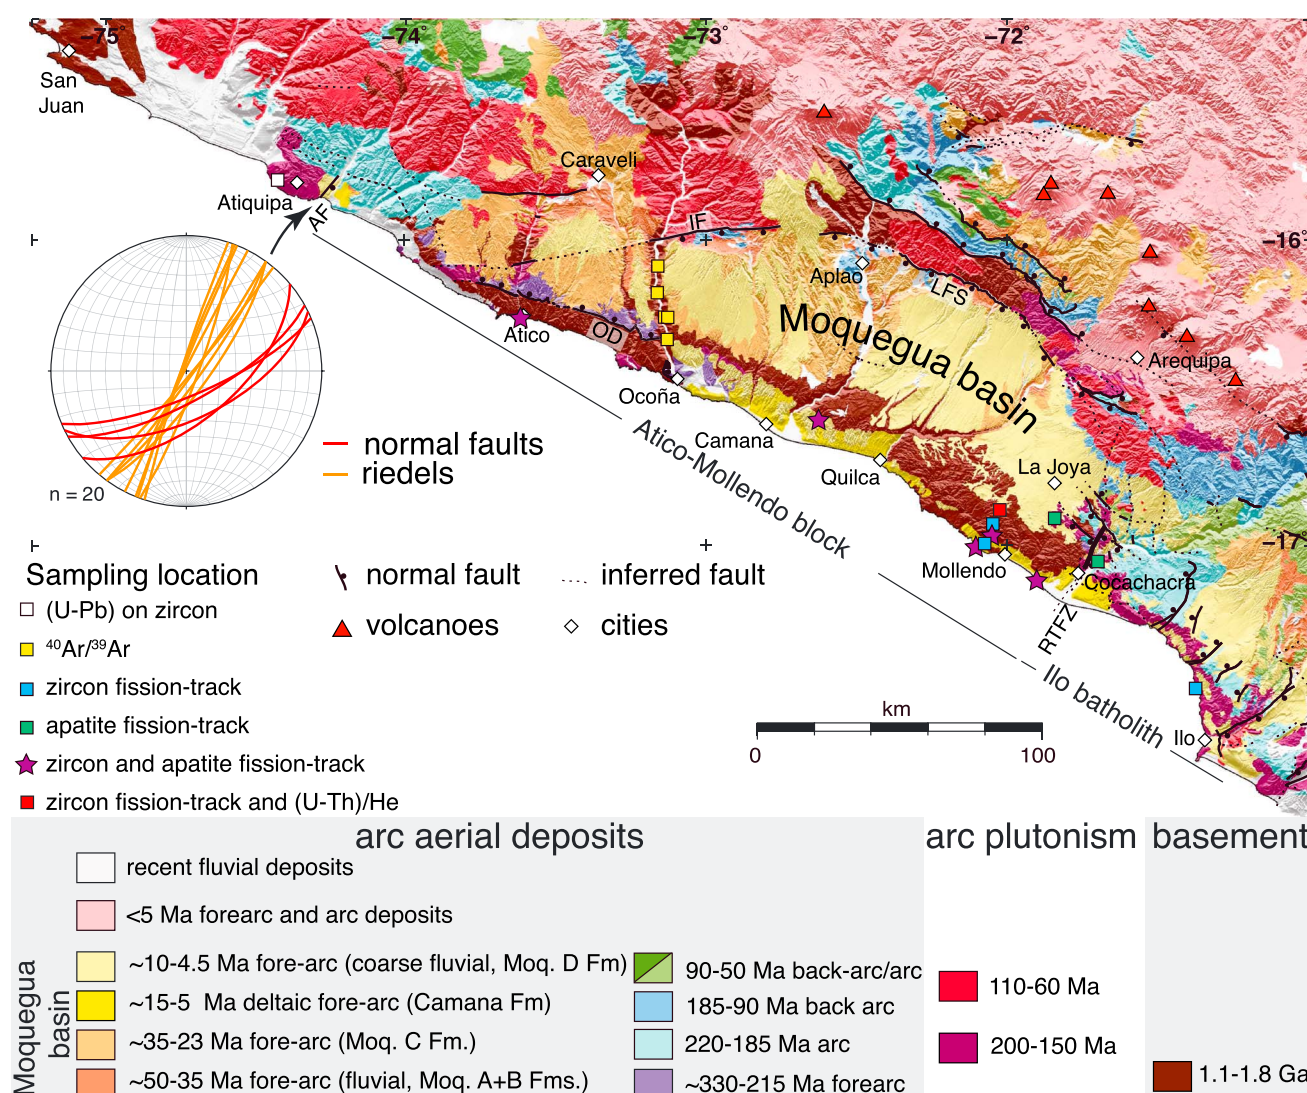 −75°
−74°
−73°
−72°
San
Juan
Caraveli
Atiquipa
AF
IF
−16°
Aplao
LFS
Moquegua basin
Atico
OD
Arequipa
Ocoña
Camana
Atico-Mollendo block
normal faults
riedels
n = 20
Quilca
La Joya
−17°
Mollendo
Cocachacra
RTFZ
Ilo batholith
Ilo
Sampling location
(U-Pb) on zircon
40Ar/39Ar
zircon fission-track
apatite fission-track
zircon and apatite fission-track
zircon fission-track and (U-Th)/He
normal fault
inferred fault
volcanoes
cities
km
0 100
arc aerial deposits
recent fluvial deposits
<5 Ma forearc and arc deposits
Moquegua
basin
~10-4.5 Ma fore-arc (coarse fluvial, Moq. D Fm)
~15-5 Ma deltaic fore-arc (Camana Fm)
~35-23 Ma fore-arc (Moq. C Fm.)
~50-35 Ma fore-arc (fluvial, Moq. A+B Fms.)
90-50 Ma back-arc/arc
185-90 Ma back arc
220-185 Ma arc
~330-215 Ma forearc
arc plutonism
110-60 Ma
200-150 Ma
basement
1.1-1.8 Ga